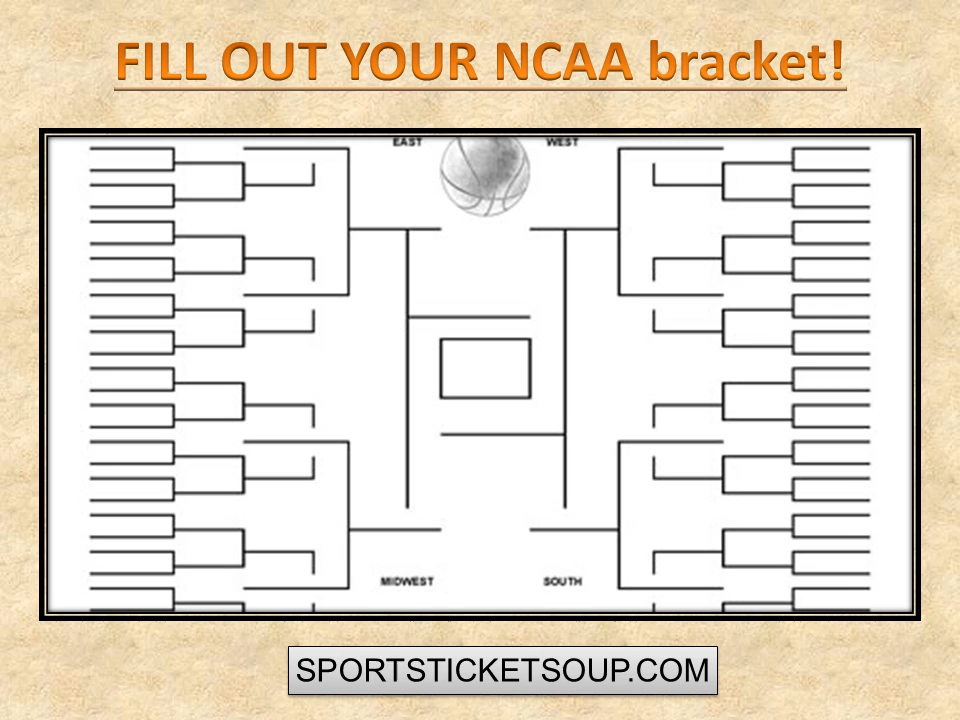 FILL OUT YOUR NCAA bracket!
EAST
WEST
MIDWEST
SOUTH
SPORTSTICKETSOUP.COM